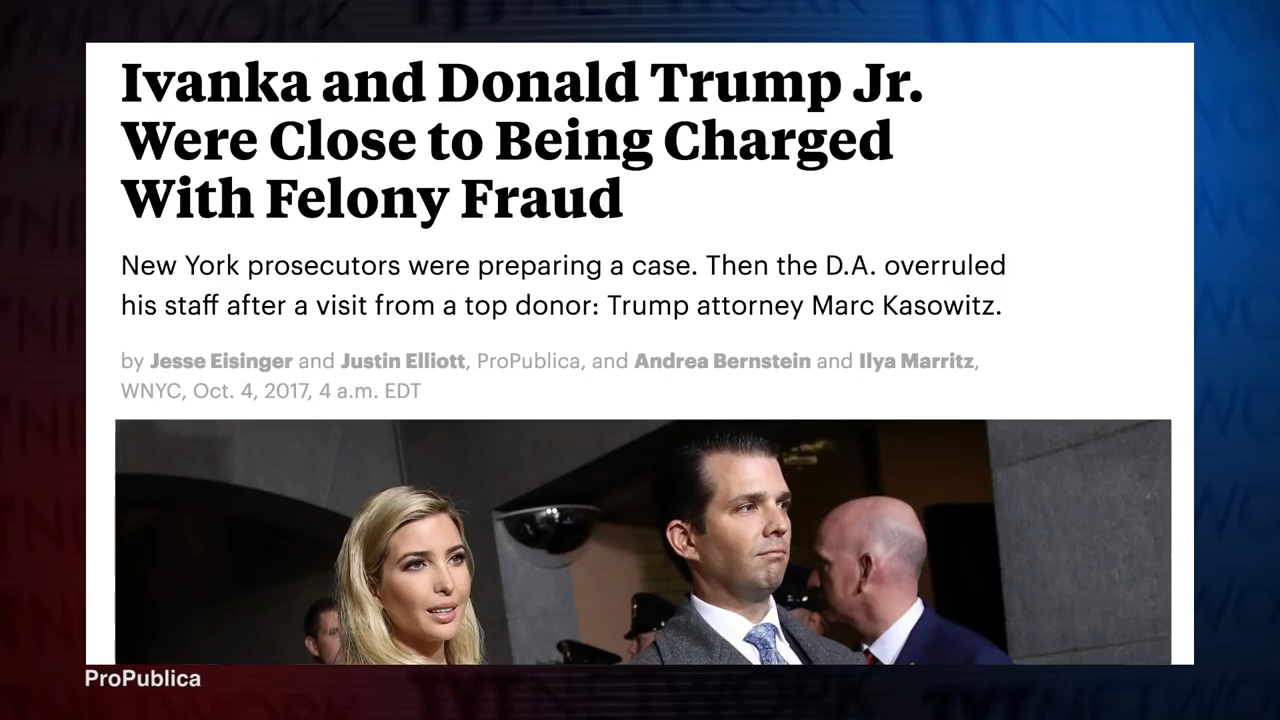 Ivanka and Donald Trump Jr.
Were Close to Being Charged
With Felony Fraud
New York prosecutors were preparing a case. Then the D.A. overruled
his staff after a visit from a top donor: Trump attorney Marc Kasowitz.
by Jesse Eisinger and Justin Elliott, ProPublica, and Andrea Bernstein and Ilya Marritz,
WNYC, Oct. 4, 2017, 4 a.m. EDT
ProPublica
TYT NETWORK